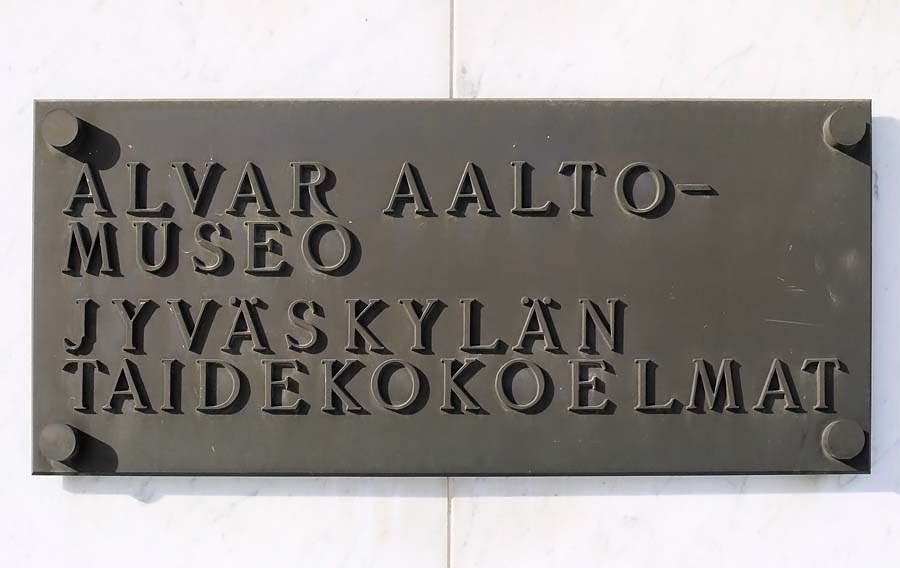 ALVAR AALTO-
MUSEO
JYVÄSKYLÄN
TAIDEKOKOELMAT